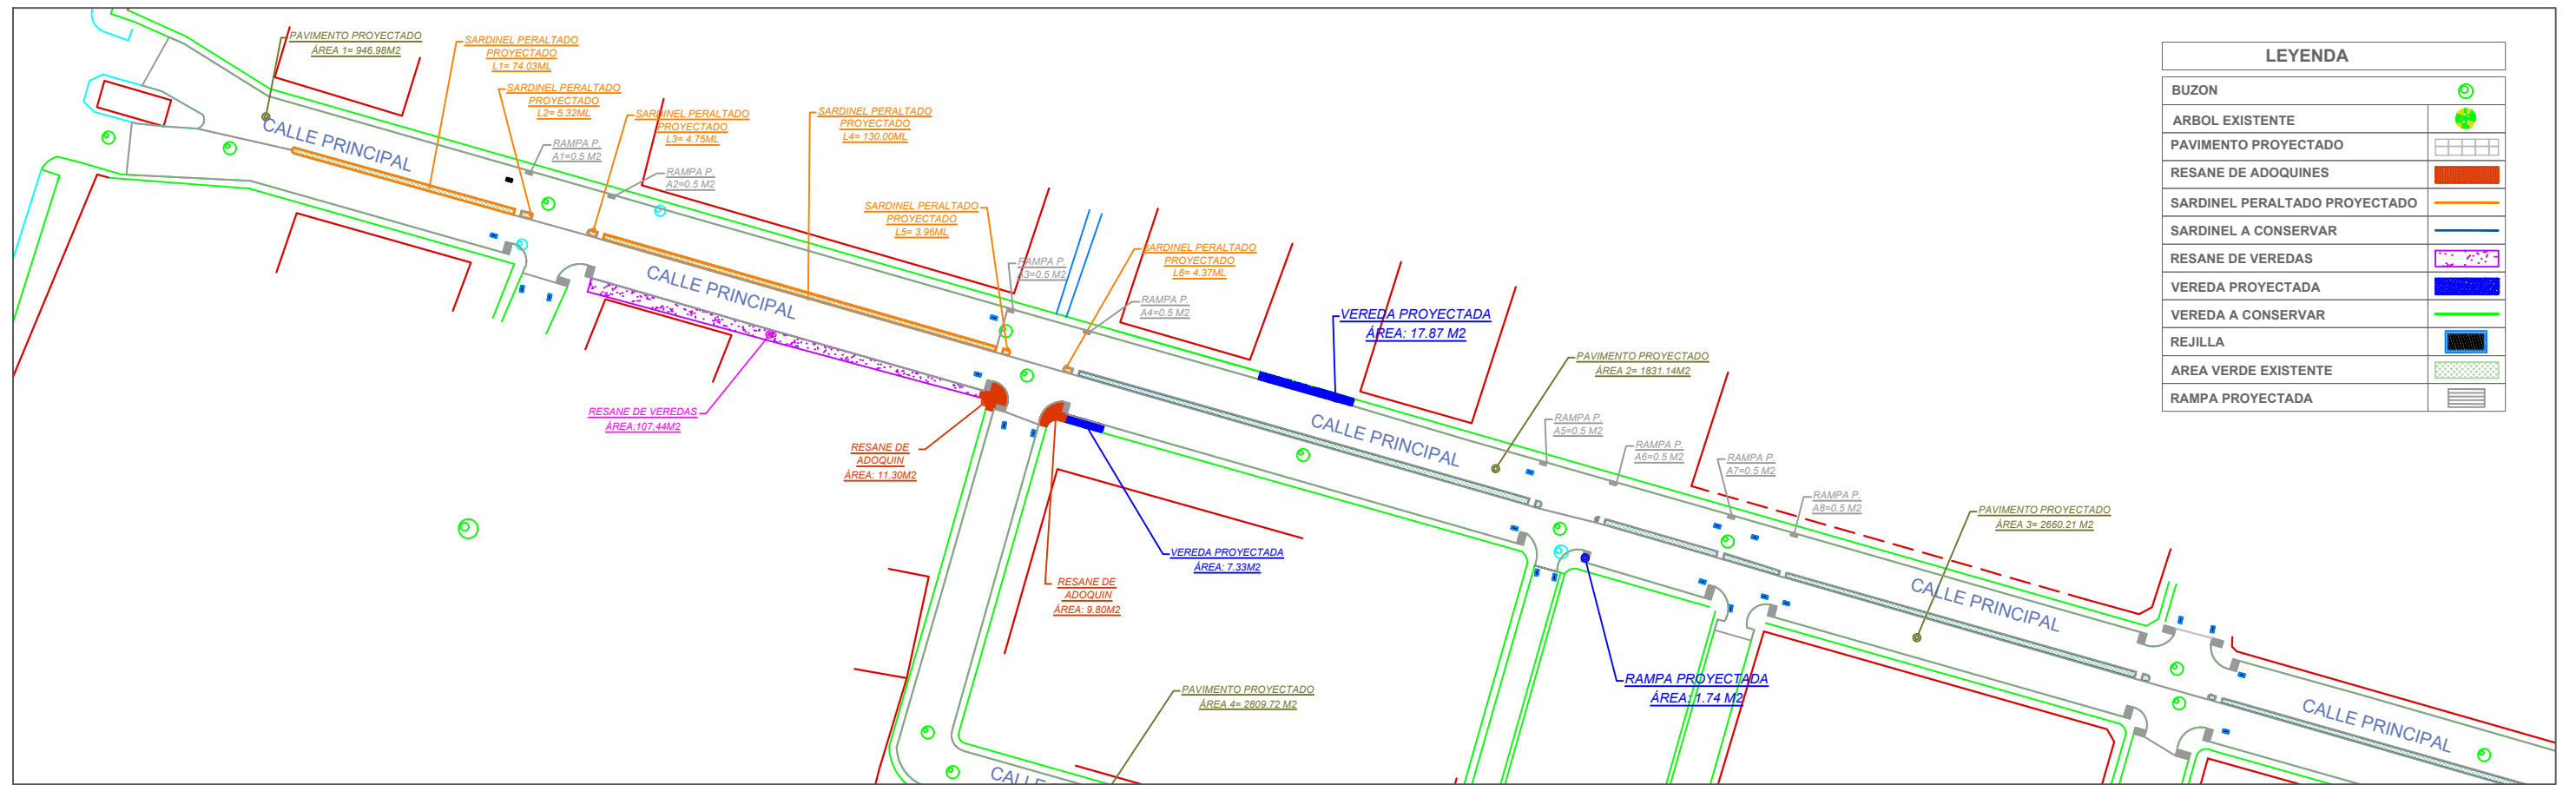 PAVIMENTO PROYECTADO
ÁREA 1= 946.98M2
SARDINEL PERALTADO
PROYECTADO
L1= 74.03ML
SARDINEL PERALTADO
PROYECTADO
L2= 5.32ML
SARDINEL PERALTADO
PROYECTADO
L3= 4.75ML
SARDINEL PERALTADO
PROYECTADO
L4= 130.00ML
CALLE PRINCIPAL
RAMPA P.
A1=0.5 M2
RAMPA P.
A2=0.5 M2
SARDINEL PERALTADO
PROYECTADO
L5= 3.96ML
SARDINEL PERALTADO
PROYECTADO
L6= 4.37ML
RAMPA P.
A3=0.5 M2
RAMPA P.
A4=0.5 M2
CALLE PRINCIPAL
VEREDA PROYECTADA
ÁREA: 17.87 M2
PAVIMENTO PROYECTADO
ÁREA 2= 1831.14M2
RESANE DE VEREDAS
ÁREA:107.44M2
RESANE DE
ADOQUIN
ÁREA: 11.30M2
CALLE PRINCIPAL
RAMPA P.
A5=0.5 M2
RAMPA P.
A6=0.5 M2
RAMPA P.
A7=0.5 M2
RAMPA P.
A8=0.5 M2
PAVIMENTO PROYECTADO
ÁREA 3= 2660.21 M2
VEREDA PROYECTADA
ÁREA: 7.33M2
RESANE DE
ADOQUIN
ÁREA: 9.80M2
CALLE PRINCIPAL
RAMPA PROYECTADA
ÁREA: 1.74 M2
PAVIMENTO PROYECTADO
ÁREA 4= 2809.72 M2
CALLE PRINCIPAL
CALLE
LEYENDA
BUZON
ARBOL EXISTENTE
PAVIMENTO PROYECTADO
RESANE DE ADOQUINES
SARDINEL PERALTADO PROYECTADO
SARDINEL A CONSERVAR
RESANE DE VEREDAS
VEREDA PROYECTADA
VEREDA A CONSERVAR
REJILLA
AREA VERDE EXISTENTE
RAMPA PROYECTADA